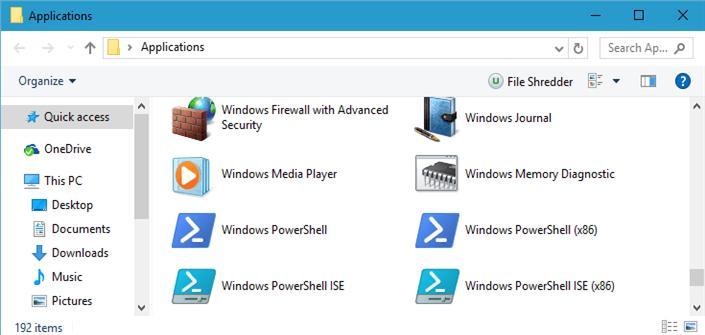 Applications
Applications
Search Ap...
Organize
File Shredder
Quick access
OneDrive
This PC
Desktop
Documents
Downloads
Music
Pictures
Windows Firewall with Advanced
Security
Windows Journal
Windows Media Player
Windows Memory Diagnostic
Windows PowerShell
Windows PowerShell (x86)
Windows PowerShell ISE
Windows PowerShell ISE (x86)
192 items